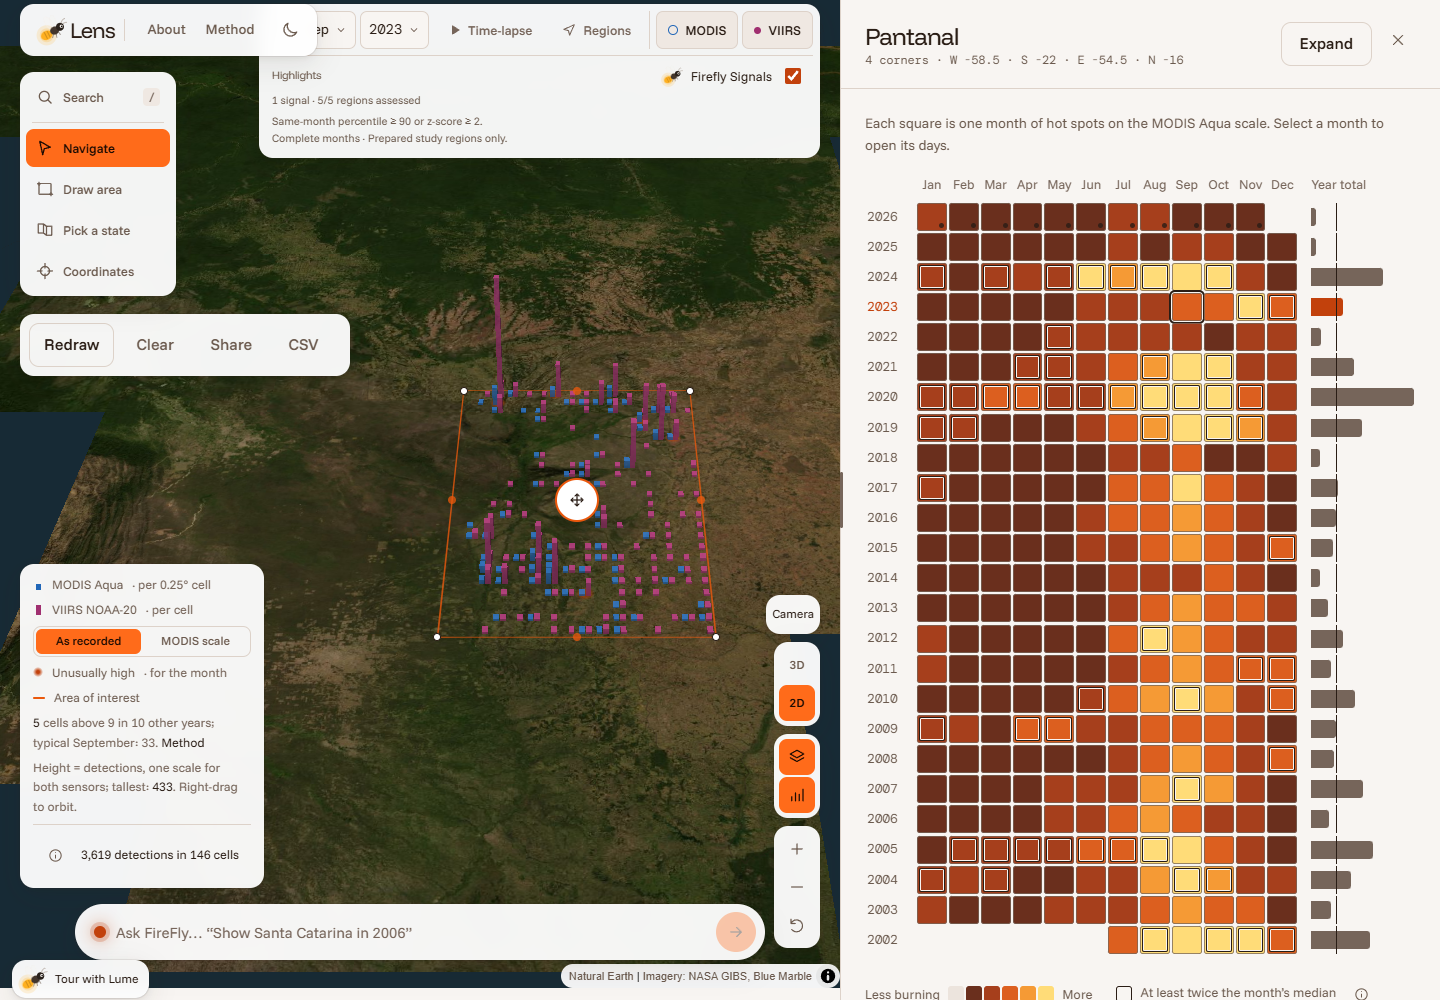 Lens
About
Method
ep
2023
Time-lapse
Regions
MODIS
VIIRS
Highlights
Firefly Signals
1 signal · 5/5 regions assessed
Same-month percentile ≥ 90 or z-score ≥ 2.
Complete months · Prepared study regions only.
Search
/
Navigate
Draw area
Pick a state
Coordinates
Redraw
Clear
Share
CSV
MODIS Aqua · per 0.25° cell
VIIRS NOAA-20 · per cell
As recorded
MODIS scale
Unusually high · for the month
Area of interest
5 cells above 9 in 10 other years;
typical September: 33. Method
Height = detections, one scale for
both sensors; tallest: 433. Right-drag
to orbit.
3,619 detections in 146 cells
Camera
3D
2D
Ask FireFly… “Show Santa Catarina in 2006”
Tour with Lume
Natural Earth | Imagery: NASA GIBS, Blue Marble
Pantanal
4 corners · W -58.5 · S -22 · E -54.5 · N -16
Expand
Each square is one month of hot spots on the MODIS Aqua scale. Select a month to
open its days.
Jan Feb Mar Apr May Jun Jul Aug Sep Oct Nov Dec Year total
2026
2025
2024
2023
2022
2021
2020
2019
2018
2017
2016
2015
2014
2013
2012
2011
2010
2009
2008
2007
2006
2005
2004
2003
2002
Less burning
More
At least twice the month's median